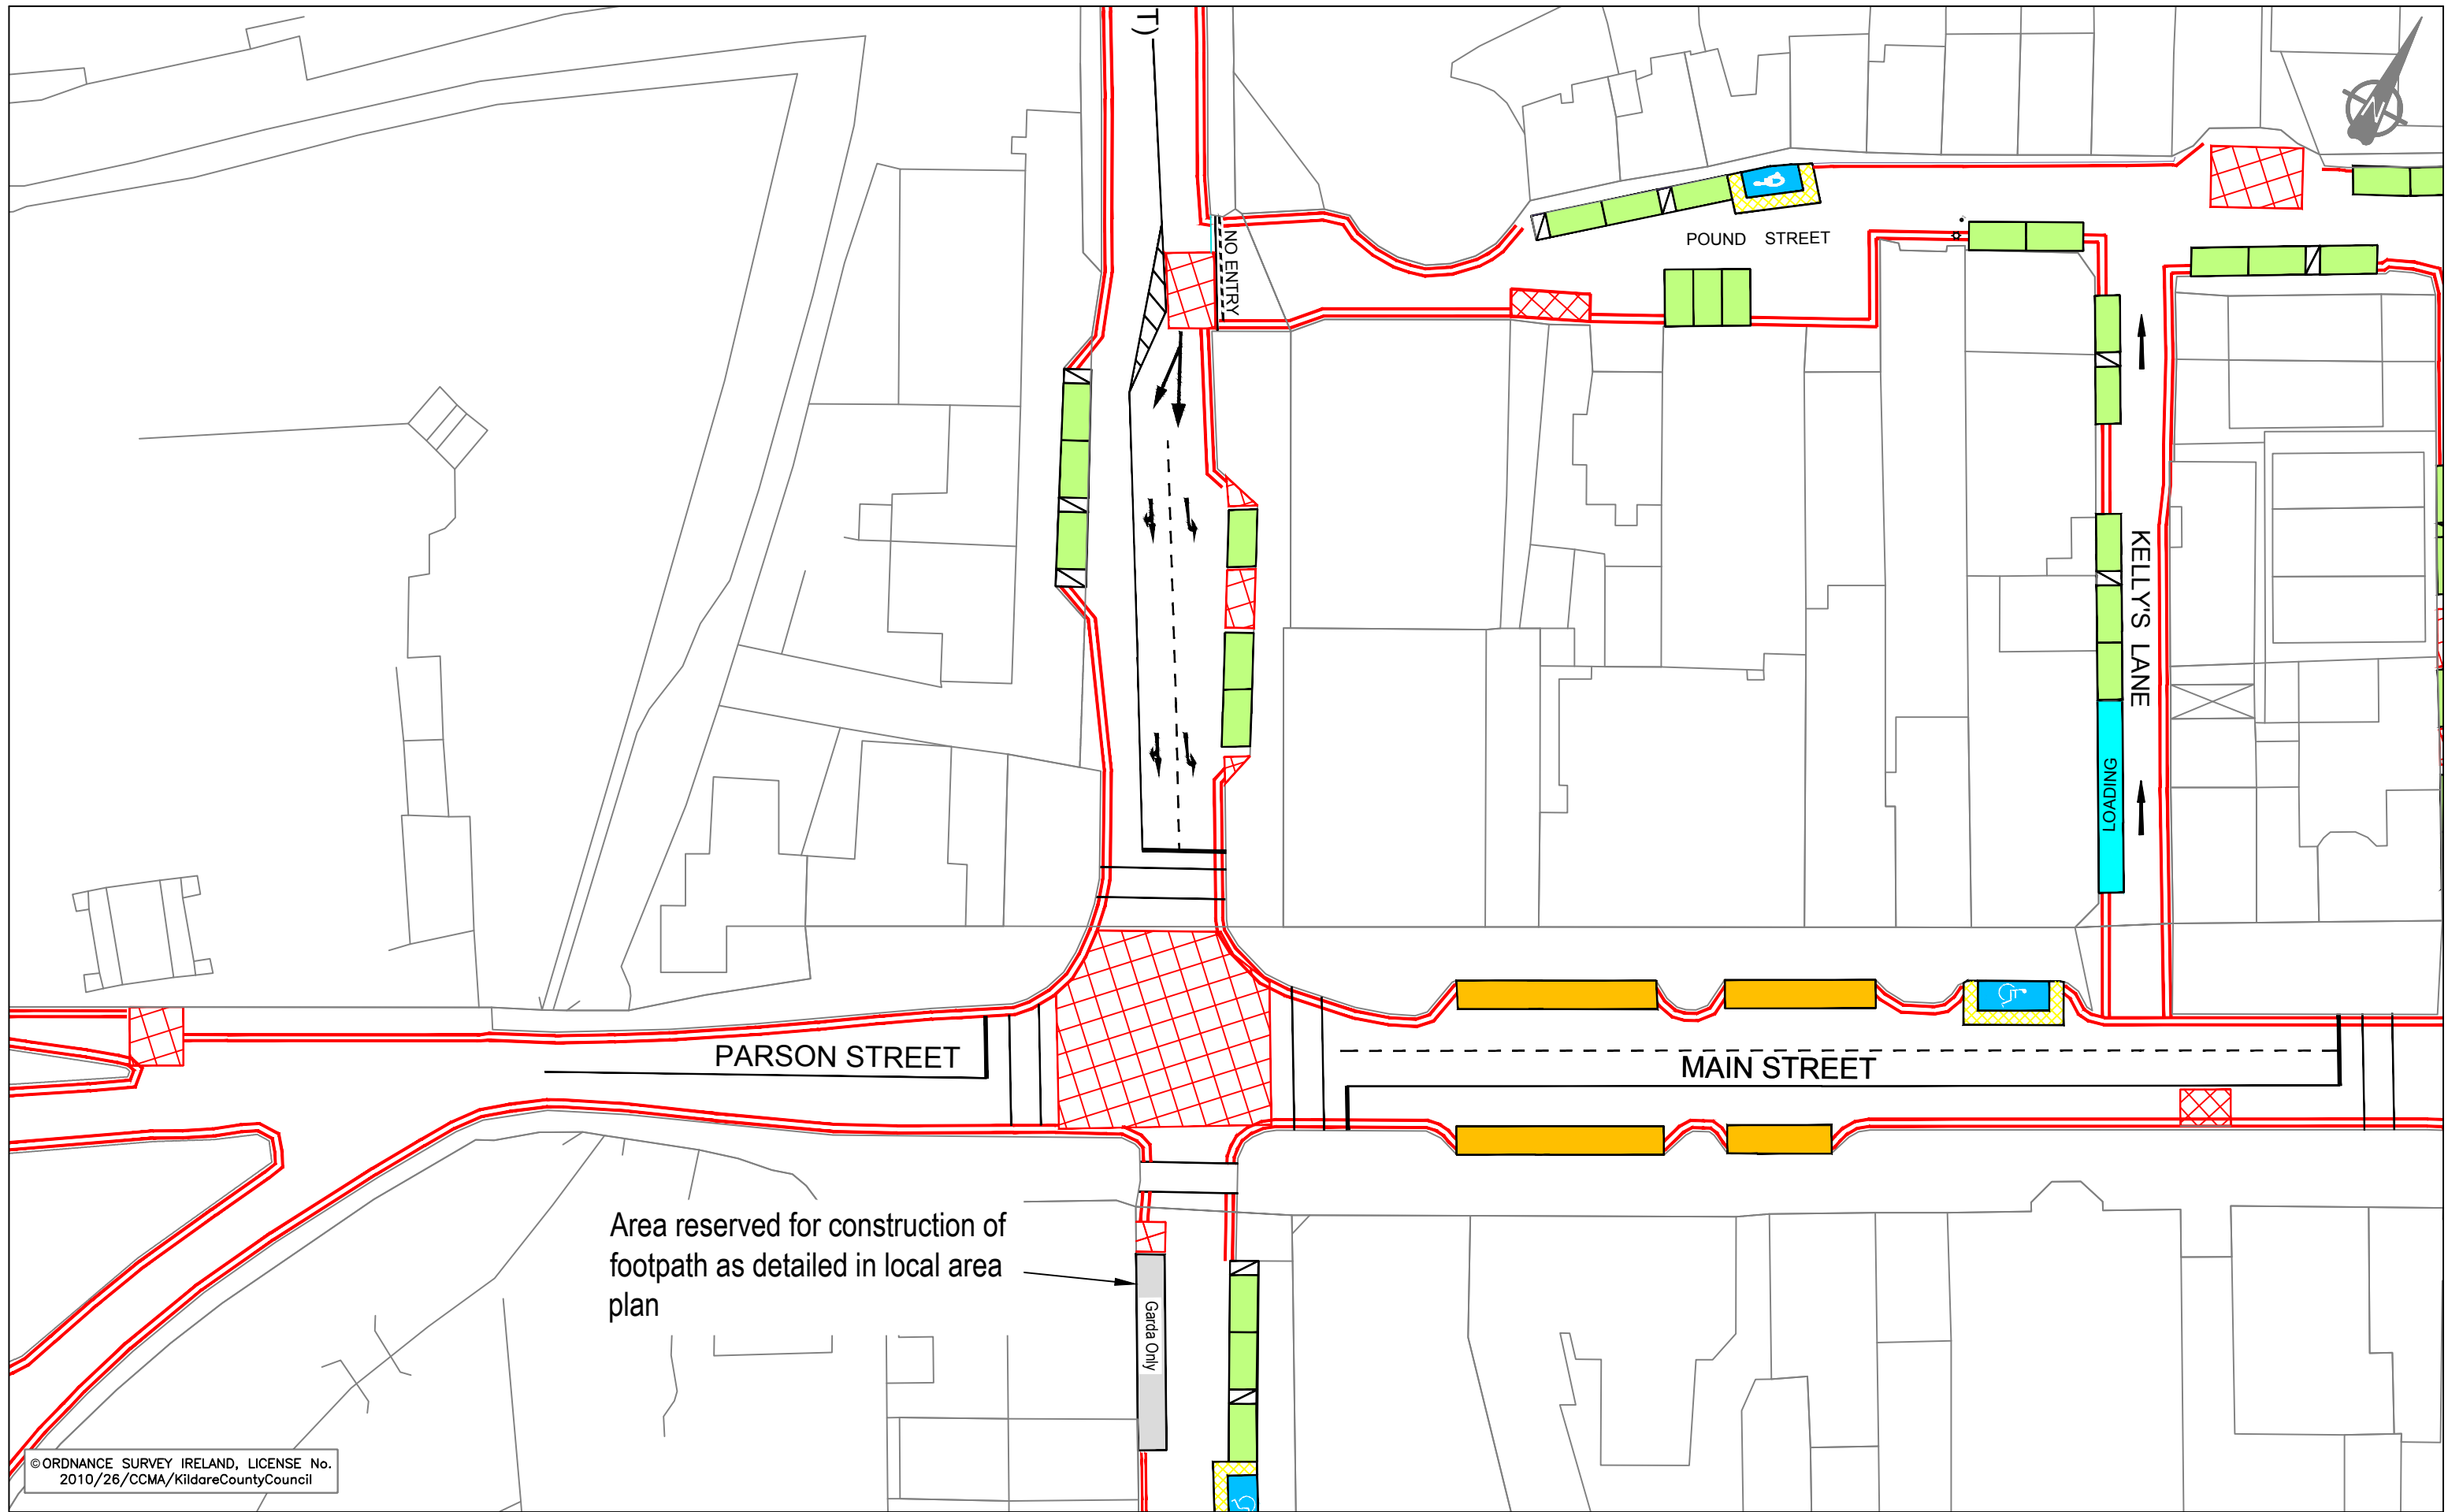 T)
NO ENTRY
POUND STREET
N
KELLY'S LANE
LOADING
PARSON STREET
MAIN STREET
Area reserved for construction of
footpath as detailed in local area
plan
Garda Only
© ORDNANCE SURVEY IRELAND, LICENSE No.
2010/26/CCMA/KildareCountyCouncil